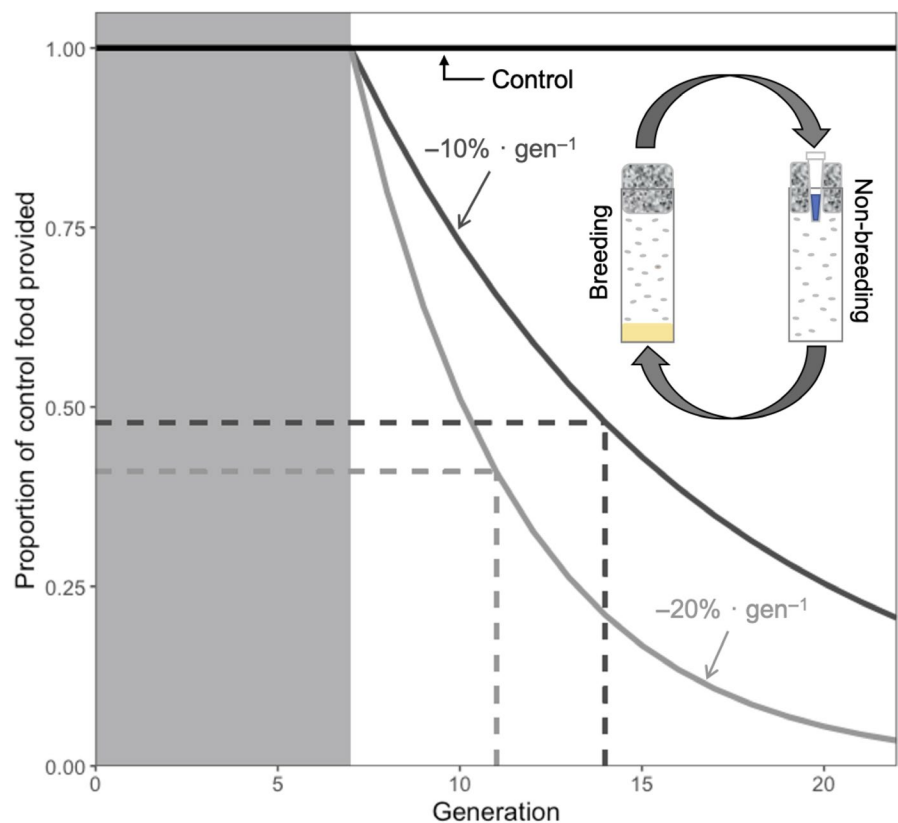 Proportion of control food provided
1.00
0.75
0.50
0.25
0.00
0
5
10
15
20
Generation
Control
–10% · gen⁻¹
–20% · gen⁻¹
Breeding
Non-breeding